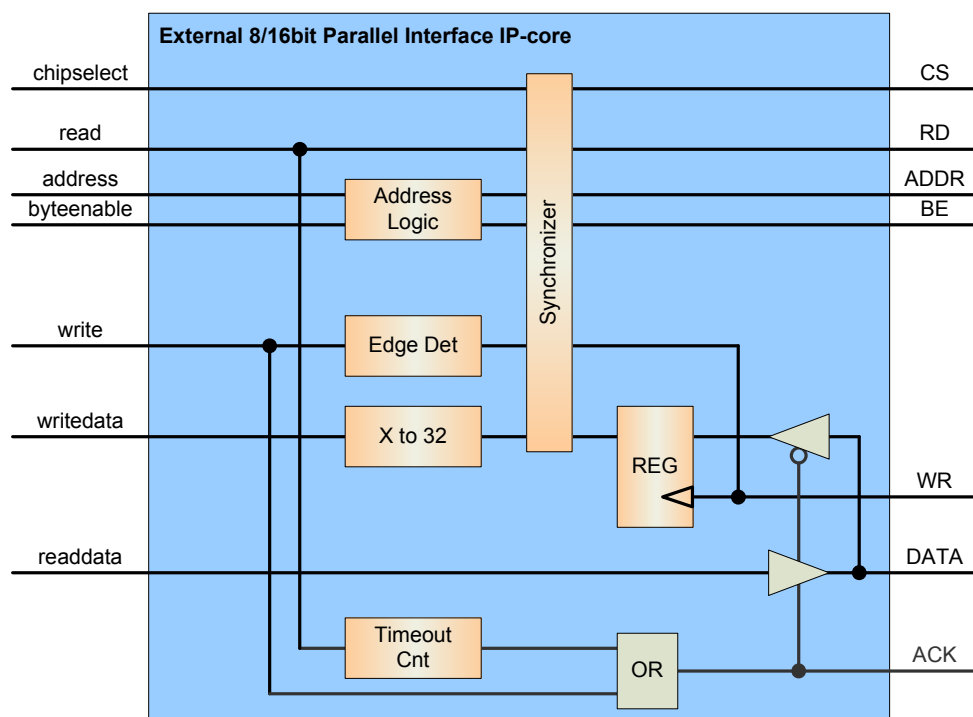 External 8/16bit Parallel Interface IP-core
chipselect
CS
read
RD
address
ADDR
byteenable
BE
Address
Logic
Synchronizer
write
Edge Det
writedata
X to 32
REG
WR
readdata
DATA
Timeout
Cnt
OR
ACK